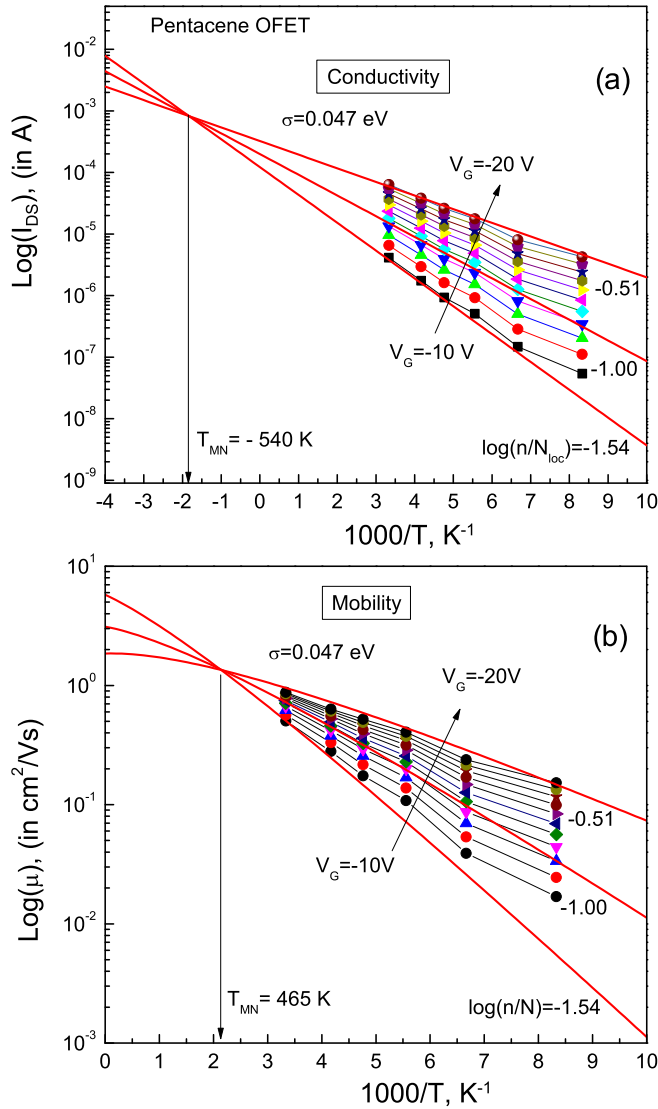 Pentacene OFET
Conductivity
(a)
σ=0.047 eV
V_G=-20 V
V_G=-10 V
-0.51
-1.00
log(n/N_loc)=-1.54
T_MN= - 540 K
Log(I_DS), (in A)
10^-2
10^-3
10^-4
10^-5
10^-6
10^-7
10^-8
10^-9
-4 -3 -2 -1 0 1 2 3 4 5 6 7 8 9 10
1000/T, K^-1
Mobility
(b)
σ=0.047 eV
V_G=-20V
V_G=-10V
-0.51
-1.00
log(n/N)=-1.54
T_MN= 465 K
Log(μ), (in cm^2/Vs)
10^1
10^0
10^-1
10^-2
10^-3
0 1 2 3 4 5 6 7 8 9 10
1000/T, K^-1